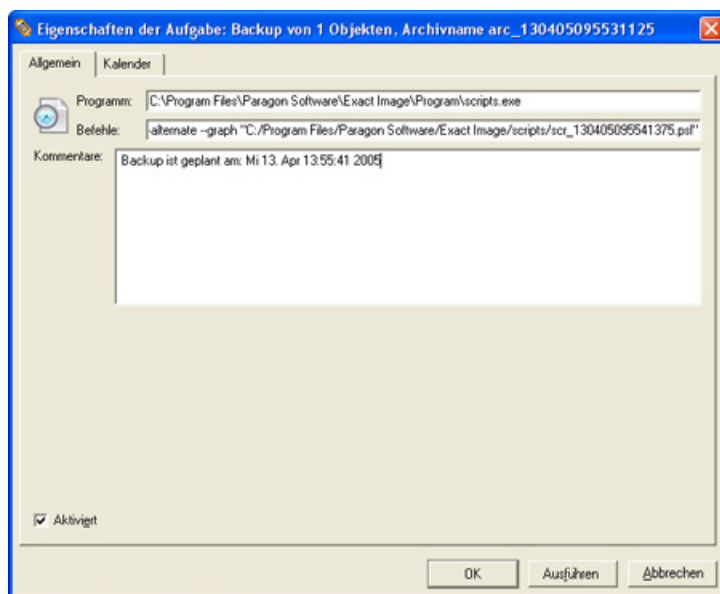 Eigenschaften der Aufgabe: Backup von 1 Objekten, Archivname arc_130405095531125
Allgemein Kalender
Programm: C:\Program Files\Paragon Software\Exact Image\Program\scripts.exe
Befehle: -alternate --graph "C:/Program Files/Paragon Software/Exact Image/scripts/scr_130405095541375.psl"
Kommentare: Backup ist geplant am: Mi 13. Apr 13:55:41 2005
Aktiviert
OK Ausführen Abbrechen